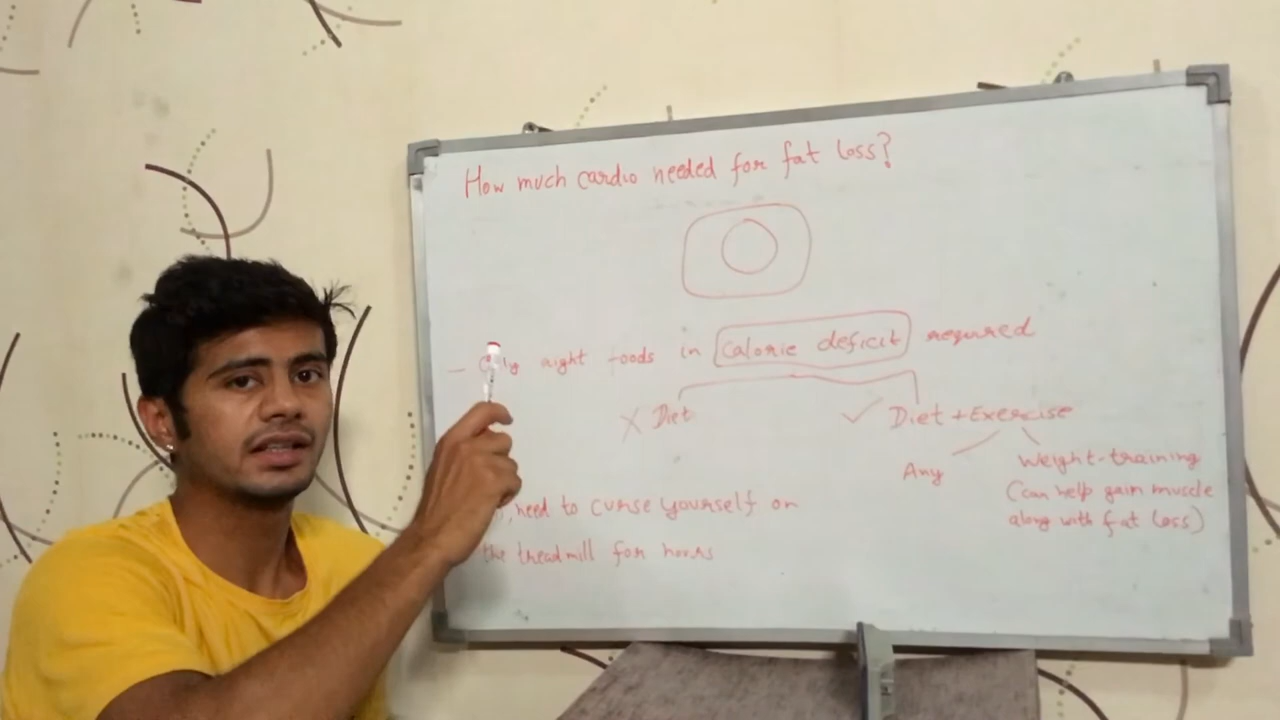 How much cardio needed for fat loss?
right foods in calorie deficit required
X Diet ✓ Diet + Exercise
Any Weight-training
(can help gain muscle
along with fat loss)
need to curse yourself on
the treadmill for hours